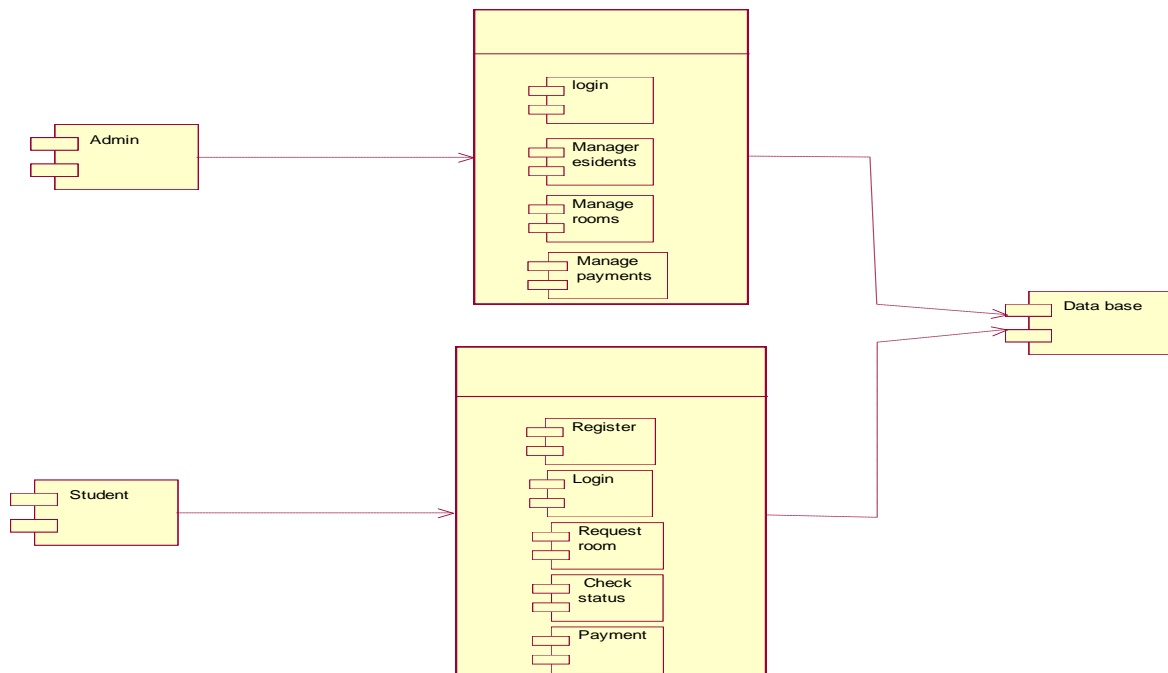 Admin
login
Manager
esidents
Manage
rooms
Manage
payments
Data base
Student
Register
Login
Request
room
Check
status
Payment